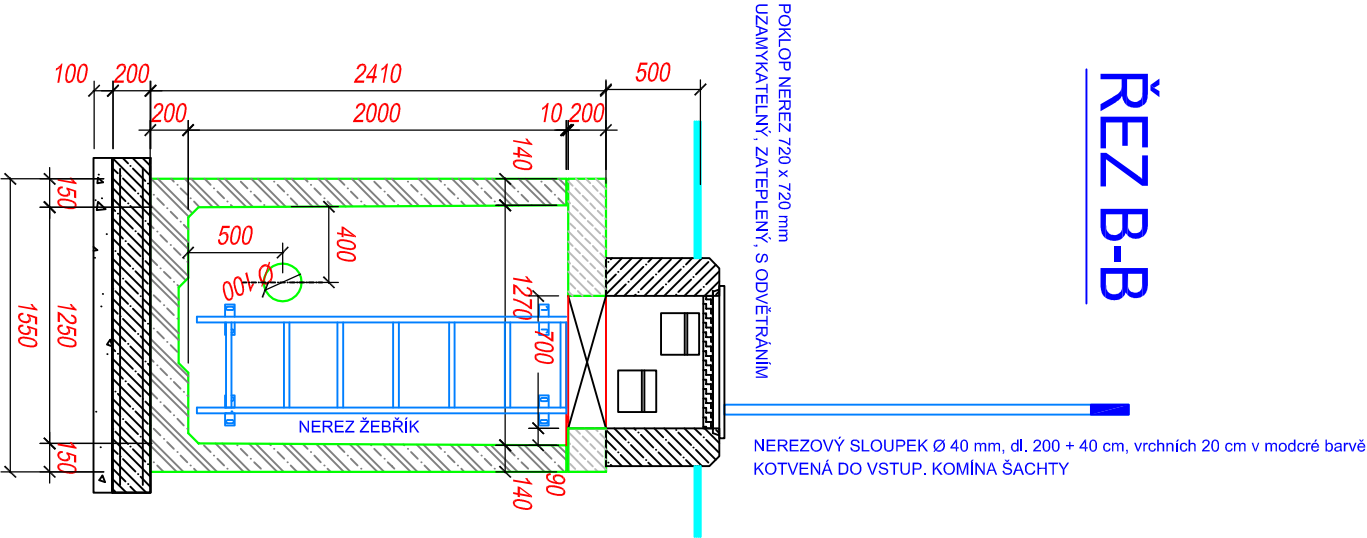 ŘEZ B-B
POKLOP NEREZ 720 x 720 mm
UZAMYKATELNÝ, ZATEPLENÝ, S ODVĚTRÁNÍM
100
200
2410
500
200
2000
10
200
140
150
500
400
Ø100
1270
700
1250
1550
150
90
140
NEREZ ŽEBŘÍK
NEREZOVÝ SLOUPEK Ø 40 mm, dl. 200 + 40 cm, vrchních 20 cm v modcré barvě
KOTVENÁ DO VSTUP. KOMÍNA ŠACHTY